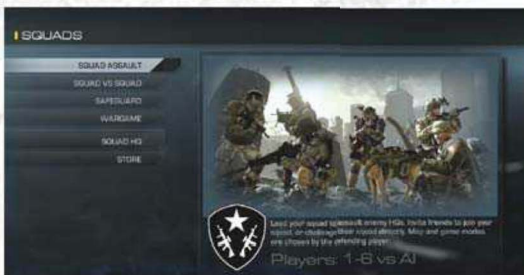 SQUADS
SQUAD ASSAULT
SQUAD VS SQUAD
SAFEGUARD
WARGAME
SQUAD HQ
STORE
Lead your squad to assault enemy HQs. Invite friends to join your
squad, or challenge their squad directly. Map and game modes
are chosen by the defending player.
Players: 1-6 vs AI